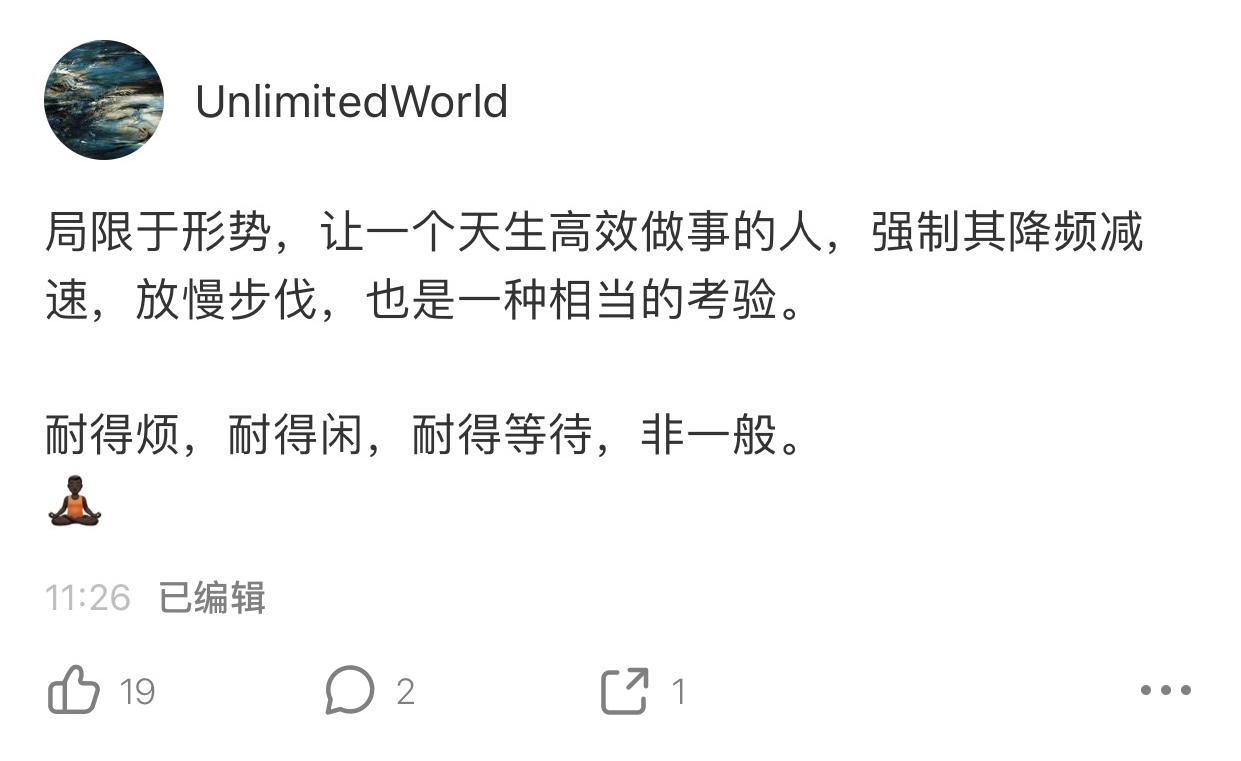 UnlimitedWorld
局限于形势，让一个天生高效做事的人，强制其降频减
速，放慢步伐，也是一种相当的考验。
耐得烦，耐得闲，耐得等待，非一般。
11:26 已编辑
19 2 1